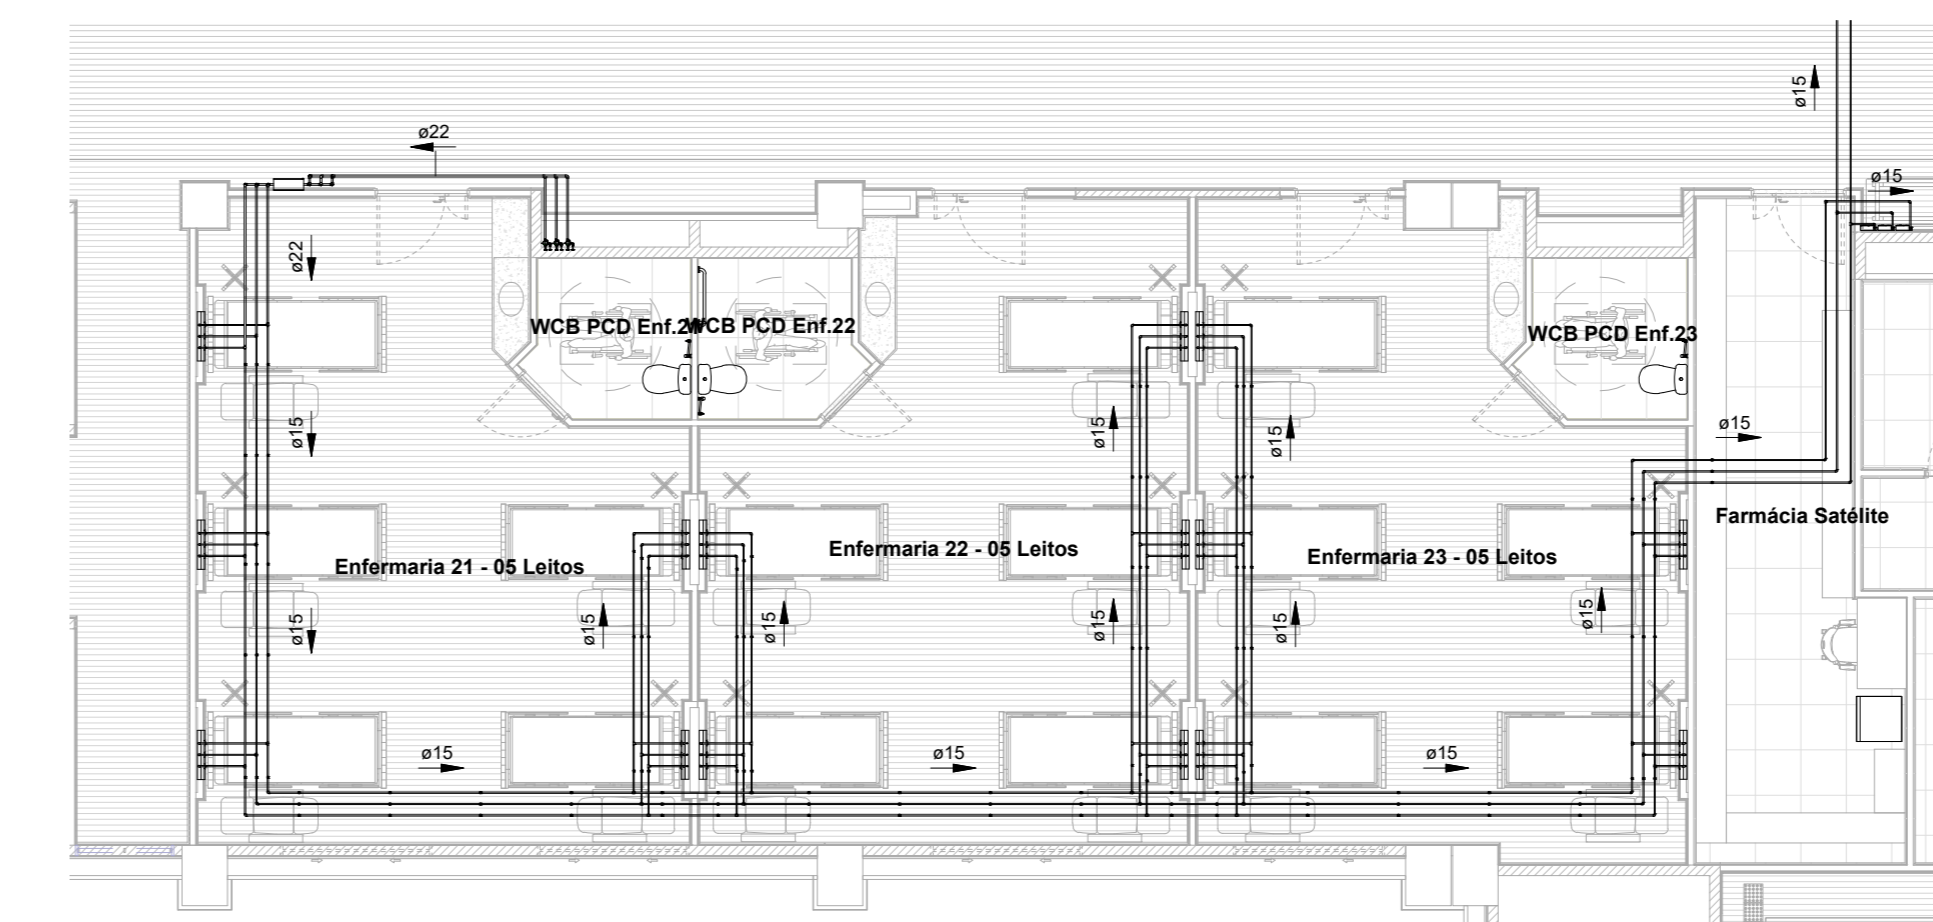 ø15
ø22
ø15
ø22
WCB PCD Enf.21
WCB PCD Enf.22
WCB PCD Enf.23
ø15
ø15
ø15
ø15
Farmácia Satélite
Enfermaria 22 - 05 Leitos
Enfermaria 23 - 05 Leitos
Enfermaria 21 - 05 Leitos
ø15
ø15
ø15
ø15
ø15
ø15
ø15
ø15
ø15